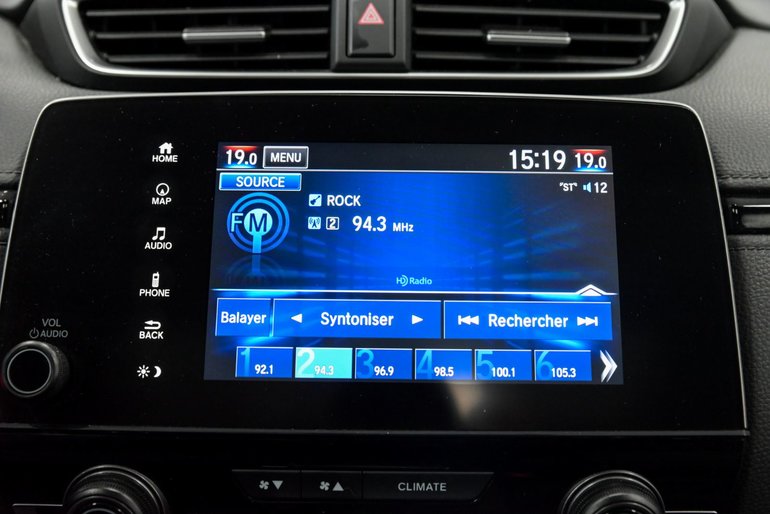 19.0 MENU 15:19 19.0
SOURCE
"ST" 12
FM
ROCK
2 94.3 MHz
HD Radio
Balayer Syntoniser Rechercher
1 92.1 2 94.3 3 96.9 4 98.5 5 100.1 6 105.3
HOME
MAP
AUDIO
PHONE
BACK
VOL
AUDIO
CLIMATE